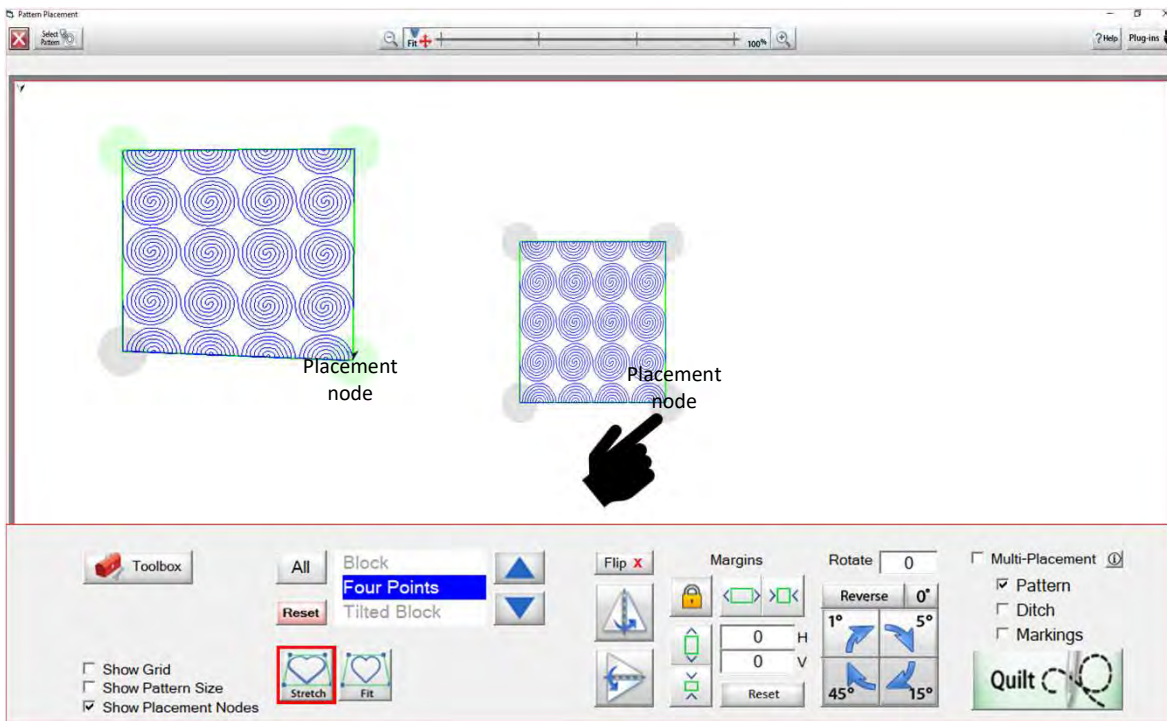 Pattern Placement
Select
Pattern
Fit
100%
? Help
Plug-ins
Placement
node
Placement
node
Toolbox
All
Block
Four Points
Tilted Block
Reset
Stretch
Fit
Show Grid
Show Pattern Size
Show Placement Nodes
Flip X
Margins
0 H
0 V
Reset
Rotate 0
Reverse 0°
1° 5°
45° 15°
Multi-Placement
Pattern
Ditch
Markings
Quilt